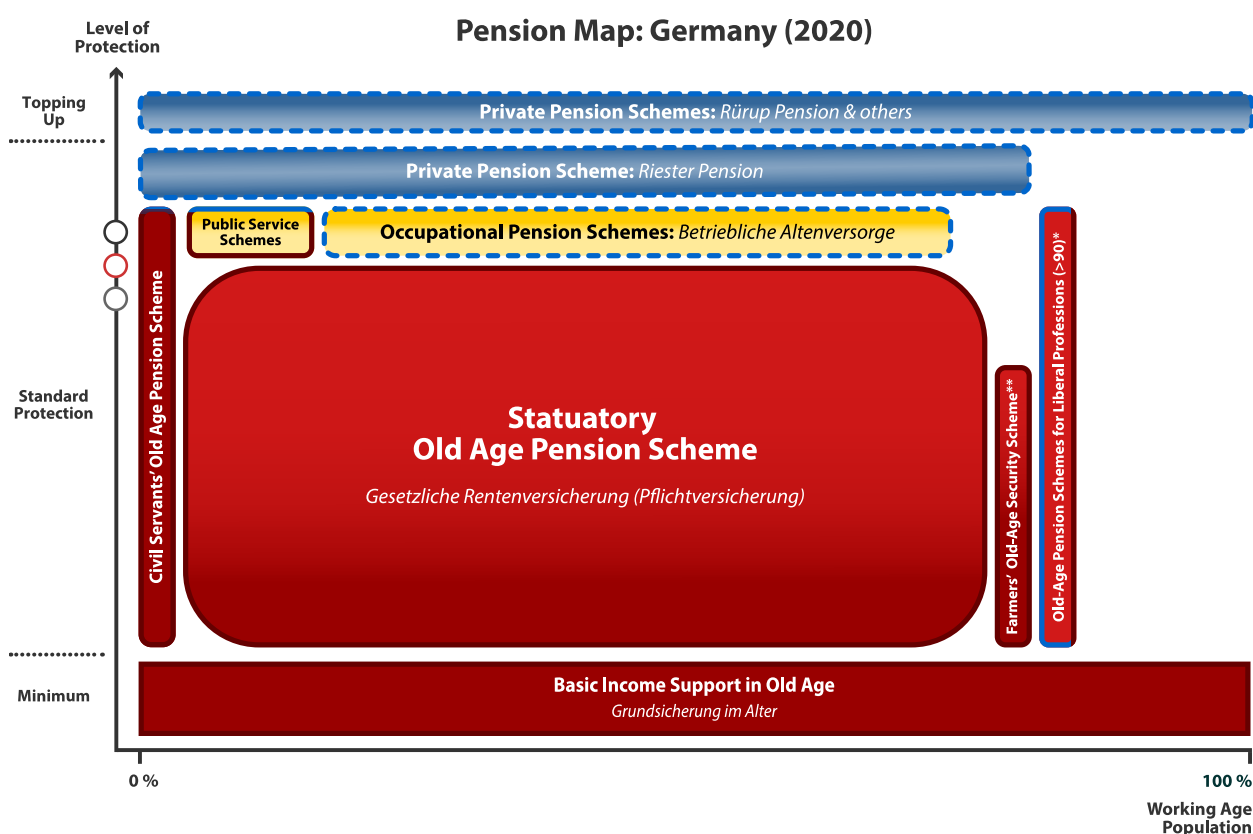 Pension Map: Germany (2020)
Level of
Protection
Topping
Up
Private Pension Schemes: Rürup Pension & others
Private Pension Scheme: Riester Pension
Public Service
Schemes
Occupational Pension Schemes: Betriebliche Altenversorge
Civil Servants' Old Age Pension Scheme
Standard
Protection
Statuatory
Old Age Pension Scheme
Gesetzliche Rentenversicherung (Pflichtversicherung)
Farmers' Old-Age Security Scheme**
Old-Age Pension Schemes for Liberal Professions (>90)*
Minimum
Basic Income Support in Old Age
Grundsicherung im Alter
0 %
100 %
Working Age
Population